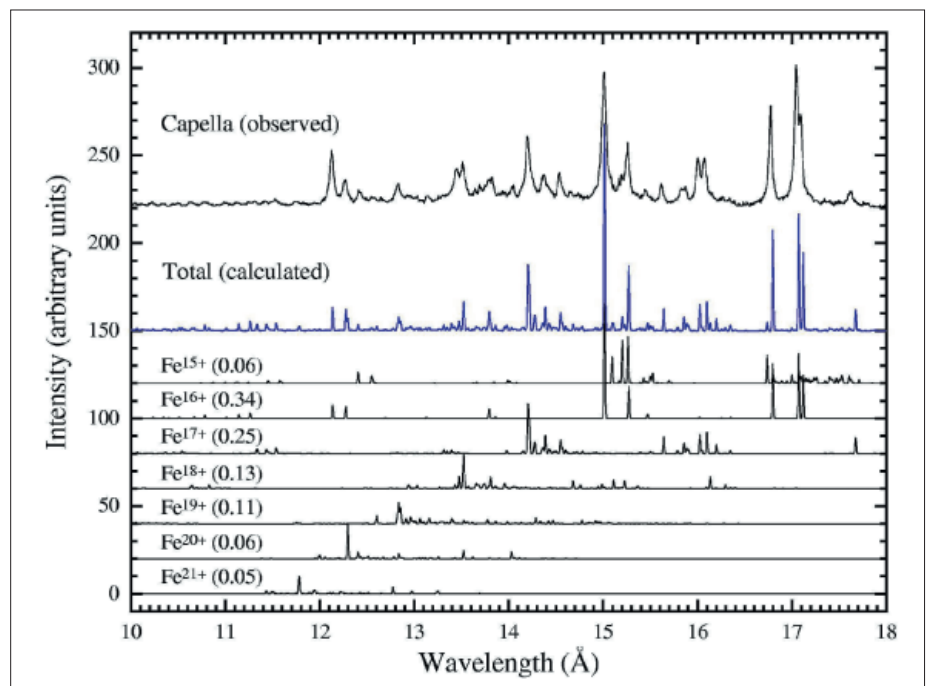 300
250
200
150
100
50
0
Intensity (arbitrary units)
Capella (observed)
Total (calculated)
Fe¹⁵⁺ (0.06)
Fe¹⁶⁺ (0.34)
Fe¹⁷⁺ (0.25)
Fe¹⁸⁺ (0.13)
Fe¹⁹⁺ (0.11)
Fe²⁰⁺ (0.06)
Fe²¹⁺ (0.05)
10 11 12 13 14 15 16 17 18
Wavelength (Å)